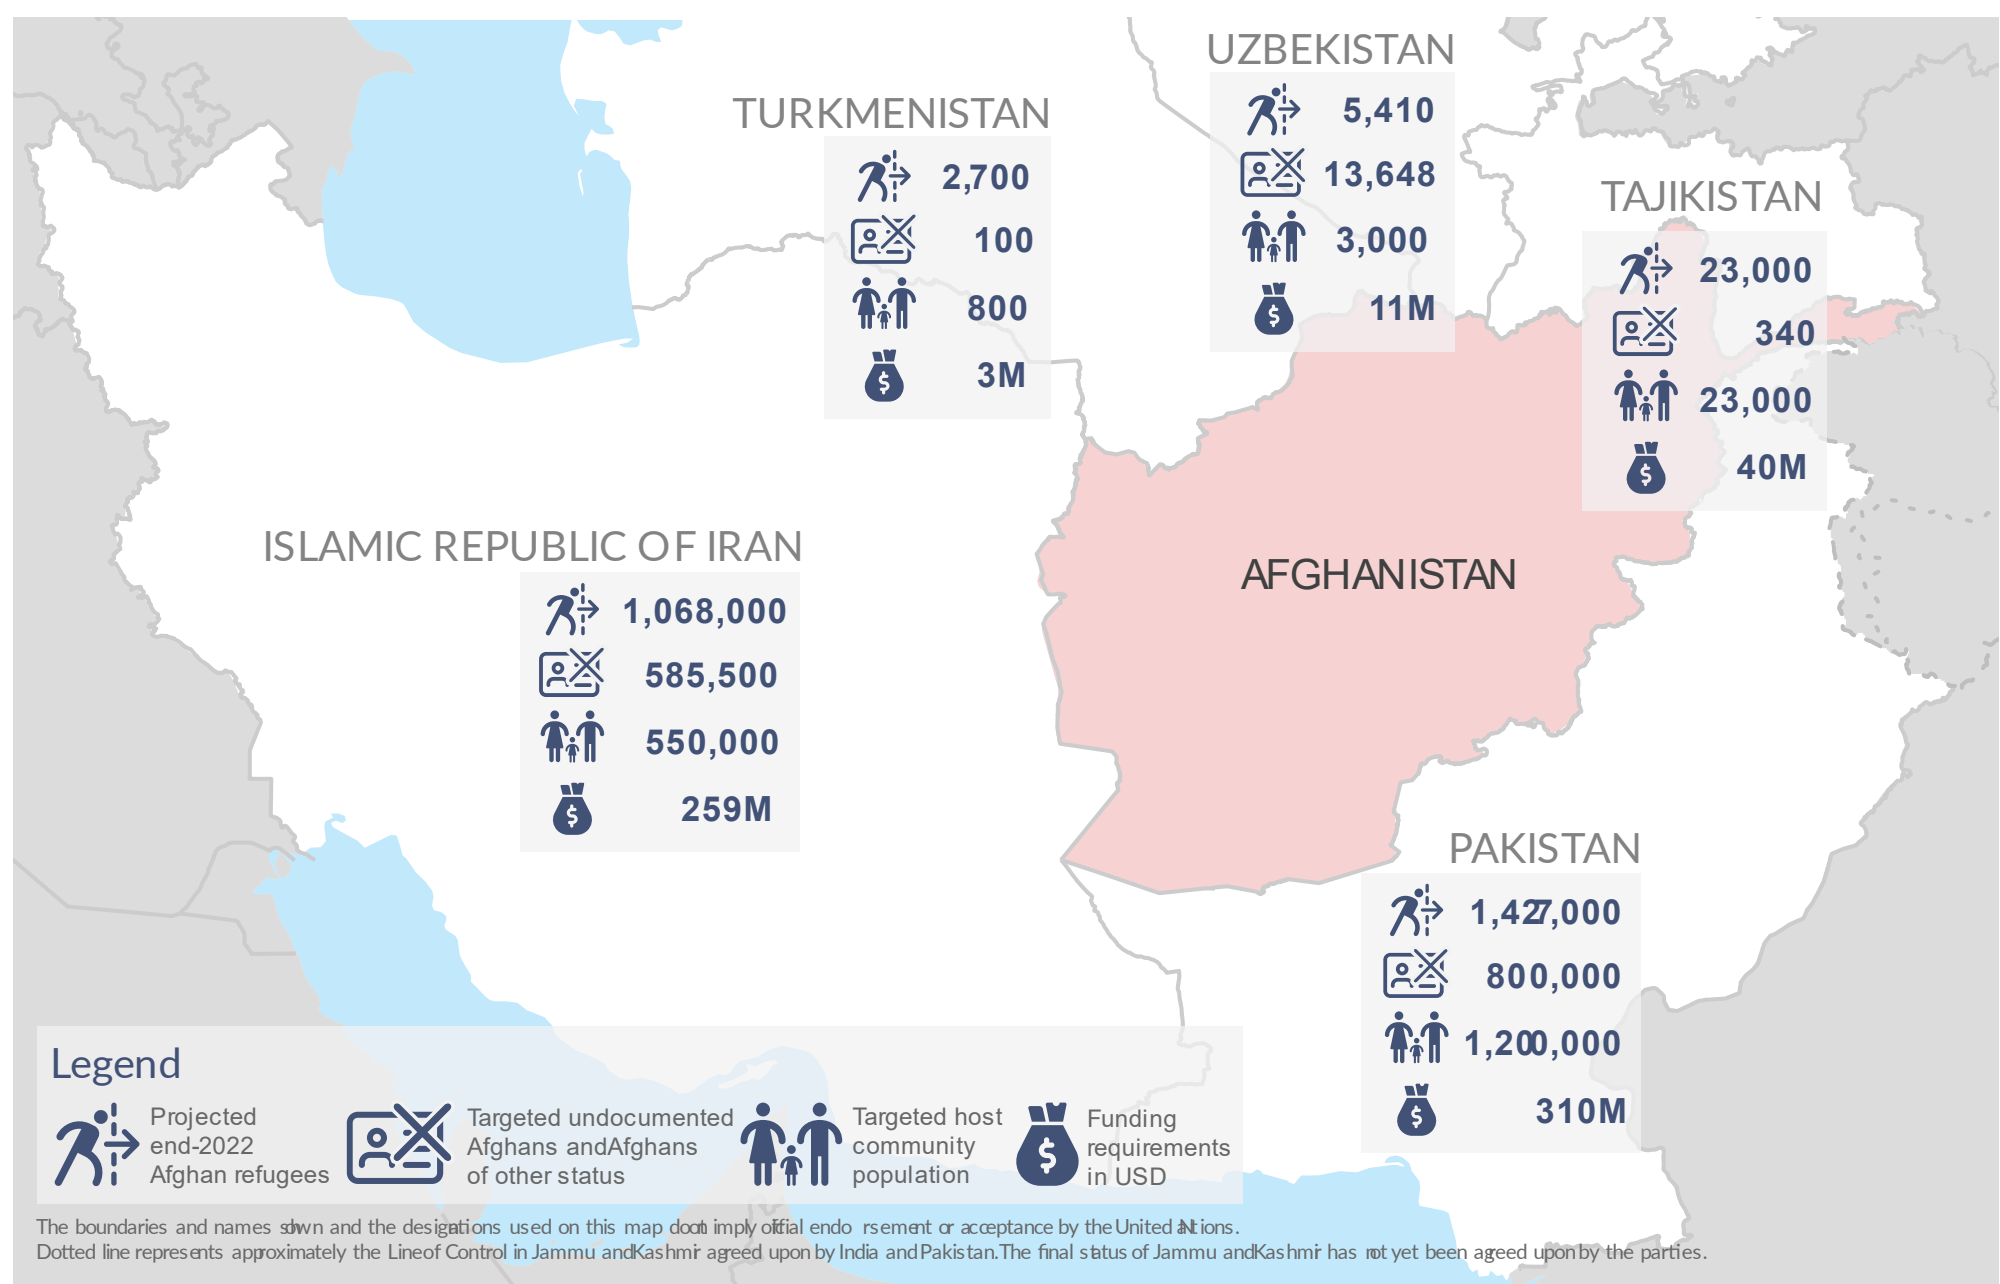 UZBEKISTAN
5,410
13,648
3,000
11M
TURKMENISTAN
2,700
100
800
3M
TAJIKISTAN
23,000
340
23,000
40M
ISLAMIC REPUBLIC OF IRAN
1,068,000
585,500
550,000
259M
AFGHANISTAN
PAKISTAN
1,427,000
800,000
1,200,000
310M
Legend
Projected
end-2022
Afghan refugees
Targeted undocumented
Afghans andAfghans
of other status
Targeted host
community
population
Funding
requirements
in USD
$
The boundaries and names shown and the designations used on this map do not imply official endorsement or acceptance by the United Nations.
Dotted line represents approximately the Line of Control in Jammu and Kashmir agreed upon by India and Pakistan. The final status of Jammu and Kashmir has not yet been agreed upon by the parties.